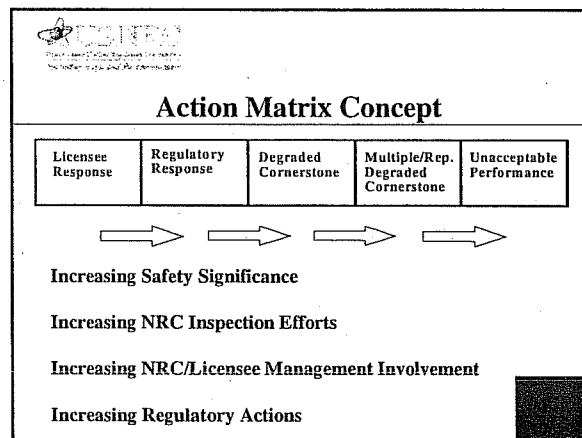 Action Matrix Concept
Licensee
Response
Regulatory
Response
Degraded
Cornerstone
Multiple/Rep.
Degraded
Cornerstone
Unacceptable
Performance
Increasing Safety Significance
Increasing NRC Inspection Efforts
Increasing NRC/Licensee Management Involvement
Increasing Regulatory Actions